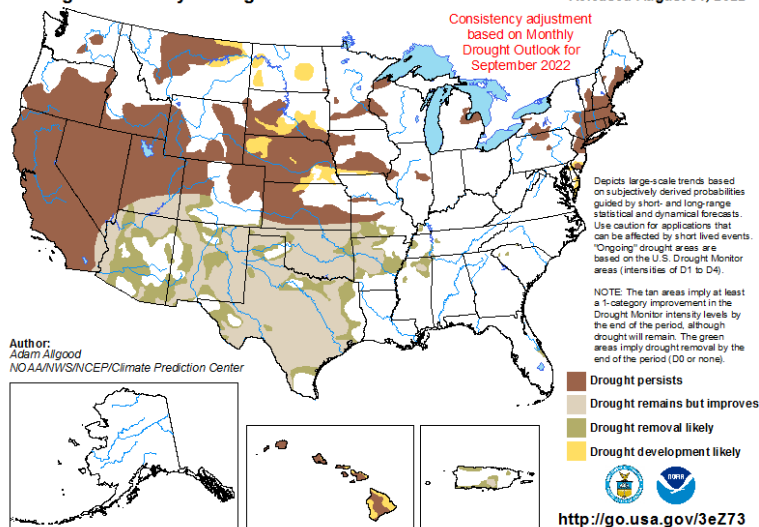 Consistency adjustment
based on Monthly
Drought Outlook for
September 2022
Depicts large-scale trends based
on subjectively derived probabilities
guided by short- and long-range
statistical and dynamical forecasts.
Use caution for applications that
can be affected by short lived events.
"Ongoing" drought areas are
based on the U.S. Drought Monitor
areas (intensities of D1 to D4).
NOTE: The tan areas imply at least
a 1-category improvement in the
Drought Monitor intensity levels by
the end of the period, although
drought will remain. The green
areas imply drought removal by the
end of the period (D0 or none).
Author:
Adam Allgood
NOAA/NWS/NCEP/Climate Prediction Center
Drought persists
Drought remains but improves
Drought removal likely
Drought development likely
NOAA
http://go.usa.gov/3eZ73